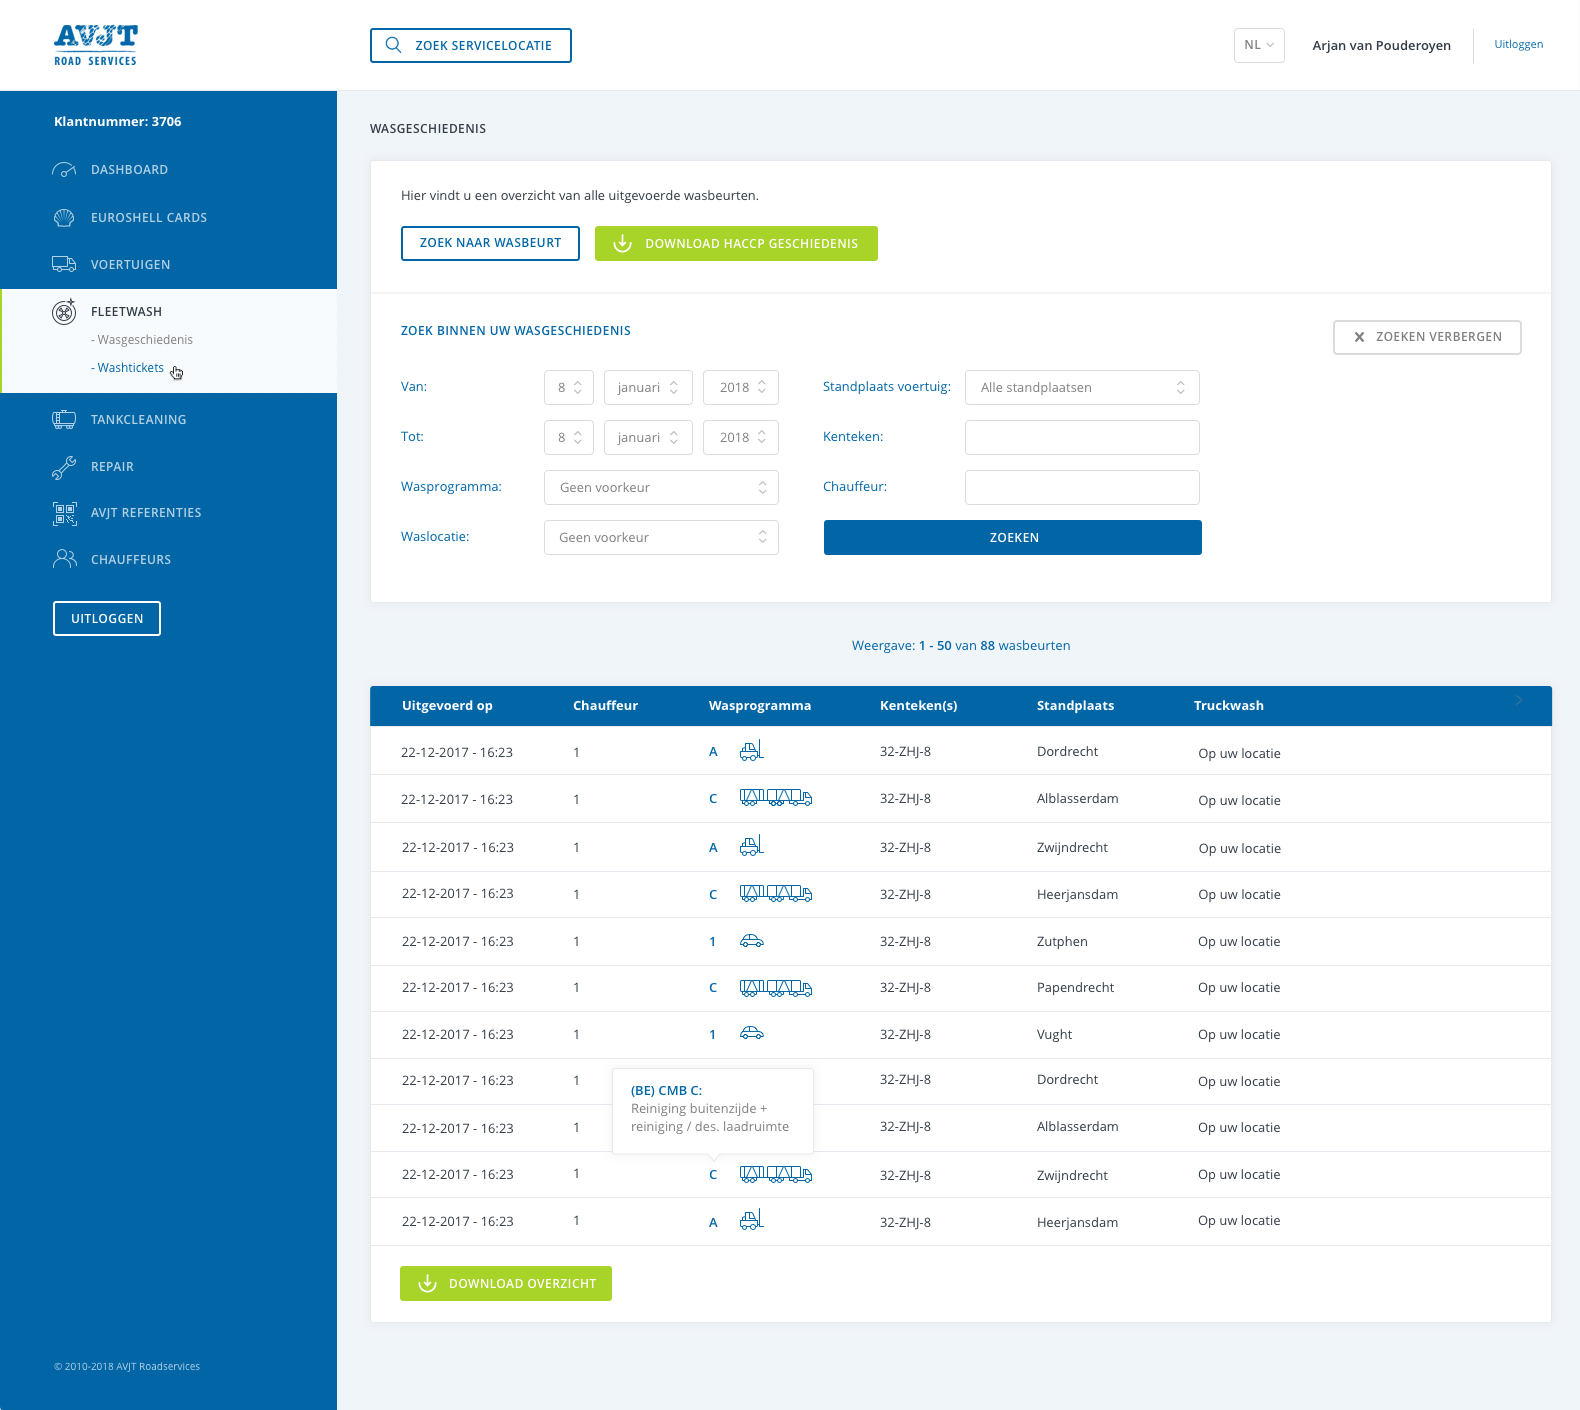 AVJT
ROAD SERVICES
ZOEK SERVICELOCATIE
NL
Arjan van Pouderoyen
Uitloggen
Klantnummer: 3706
DASHBOARD
EUROSHELL CARDS
VOERTUIGEN
FLEETWASH
- Wasgeschiedenis
- Washtickets
TANKCLEANING
REPAIR
AVJT REFERENTIES
CHAUFFEURS
UITLOGGEN
© 2010-2018 AVJT Roadservices
WASGESCHIEDENIS
Hier vindt u een overzicht van alle uitgevoerde wasbeurten.
ZOEK NAAR WASBEURT
DOWNLOAD HACCP GESCHIEDENIS
ZOEK BINNEN UW WASGESCHIEDENIS
ZOEKEN VERBERGEN
Van: 8 januari 2018
Standplaats voertuig: Alle standplaatsen
Tot: 8 januari 2018
Kenteken:
Wasprogramma: Geen voorkeur
Chauffeur:
Waslocatie: Geen voorkeur
ZOEKEN
Weergave: 1 - 50 van 88 wasbeurten
Uitgevoerd op Chauffeur Wasprogramma Kenteken(s) Standplaats Truckwash
22-12-2017 - 16:23 1 A 32-ZHJ-8 Dordrecht Op uw locatie
22-12-2017 - 16:23 1 C 32-ZHJ-8 Alblasserdam Op uw locatie
22-12-2017 - 16:23 1 A 32-ZHJ-8 Zwijndrecht Op uw locatie
22-12-2017 - 16:23 1 C 32-ZHJ-8 Heerjansdam Op uw locatie
22-12-2017 - 16:23 1 1 32-ZHJ-8 Zutphen Op uw locatie
22-12-2017 - 16:23 1 C 32-ZHJ-8 Papendrecht Op uw locatie
22-12-2017 - 16:23 1 1 32-ZHJ-8 Vught Op uw locatie
22-12-2017 - 16:23 1 32-ZHJ-8 Dordrecht Op uw locatie
22-12-2017 - 16:23 1 32-ZHJ-8 Alblasserdam Op uw locatie
(BE) CMB C:
Reiniging buitenzijde +
reiniging / des. laadruimte
22-12-2017 - 16:23 1 C 32-ZHJ-8 Zwijndrecht Op uw locatie
22-12-2017 - 16:23 1 A 32-ZHJ-8 Heerjansdam Op uw locatie
DOWNLOAD OVERZICHT